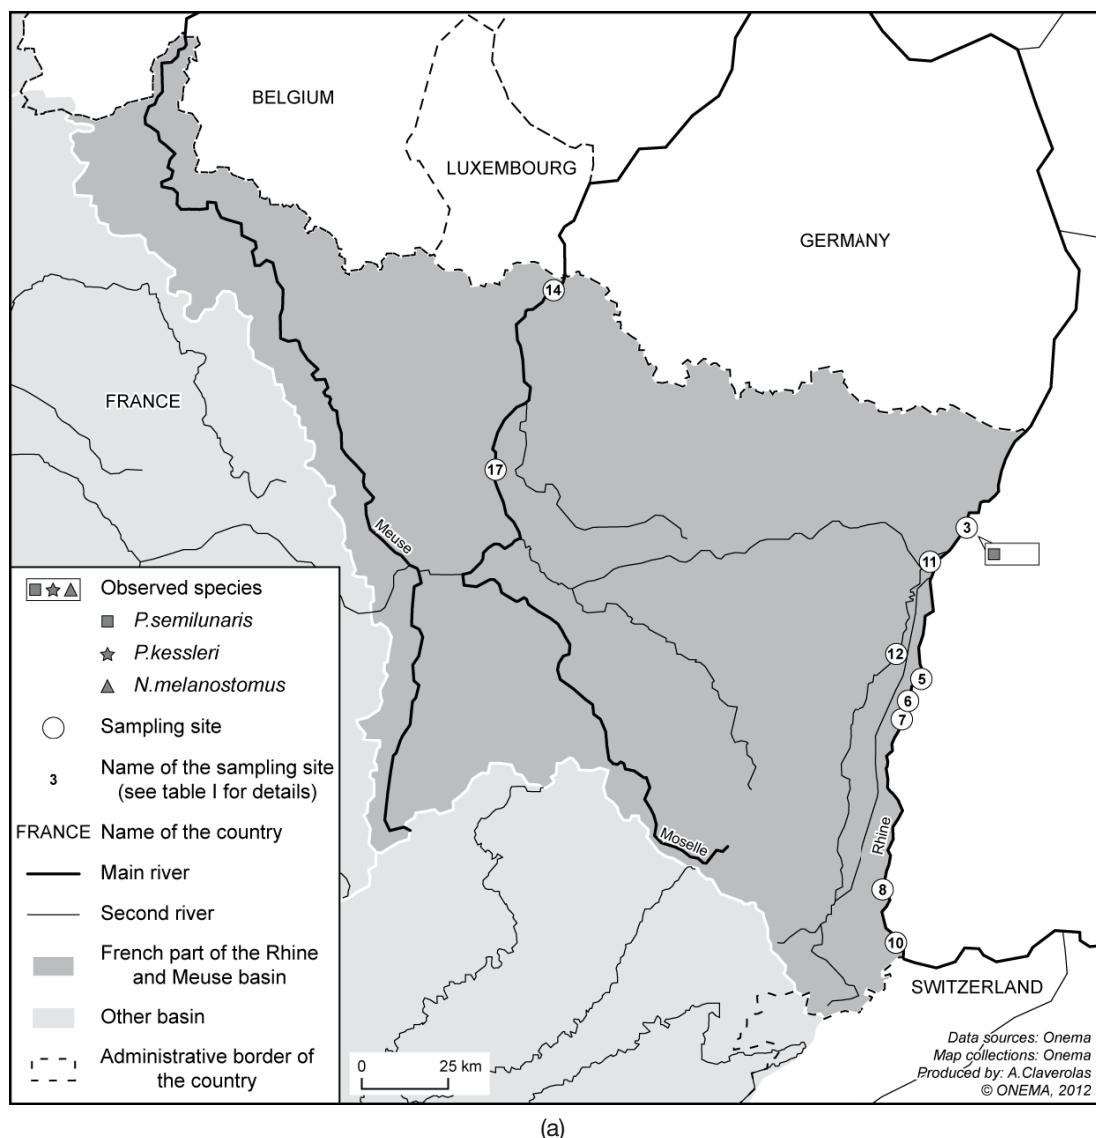 BELGIUM
LUXEMBOURG
GERMANY
14
FRANCE
17
Meuse
3
11
12
5
6
7
Rhine
Moselle
8
10
SWITZERLAND
Observed species
P.semilunaris
P.kessleri
N.melanostomus
Sampling site
3
Name of the sampling site
(see table I for details)
FRANCE Name of the country
Main river
Second river
French part of the Rhine
and Meuse basin
Other basin
Administrative border of
the country
0 25 km
Data sources: Onema
Map collections: Onema
Produced by: A.Claverolas
© ONEMA, 2012
(a)